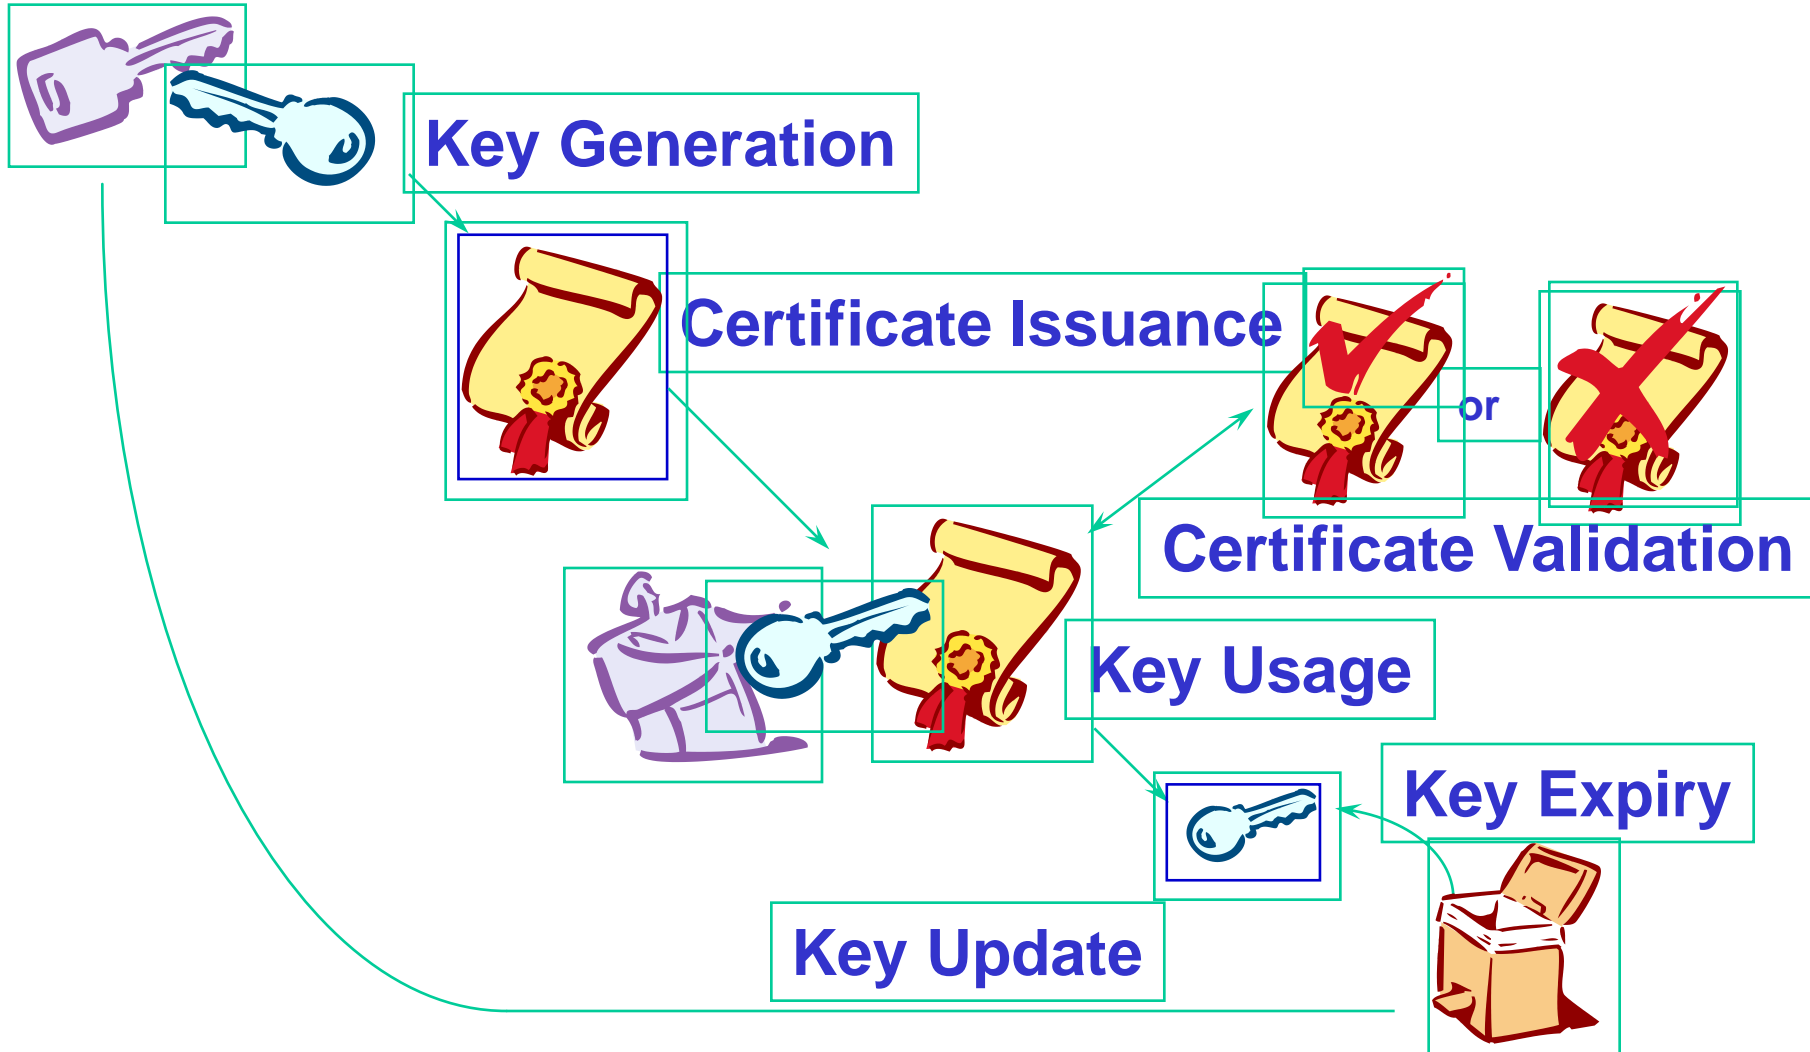 Key Generation
Certificate Issuance
or
Certificate Validation
Key Usage
Key Expiry
Key Update